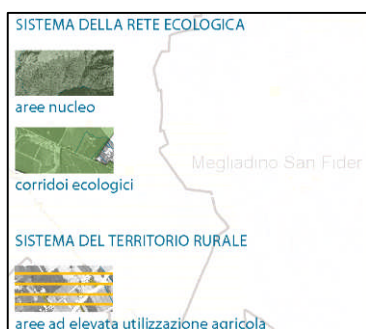 SISTEMA DELLA RETE ECOLOGICA
aree nucleo
Megliadino San Fider
corridoi ecologici
SISTEMA DEL TERRITORIO RURALE
aree ad elevata utilizzazione agricola